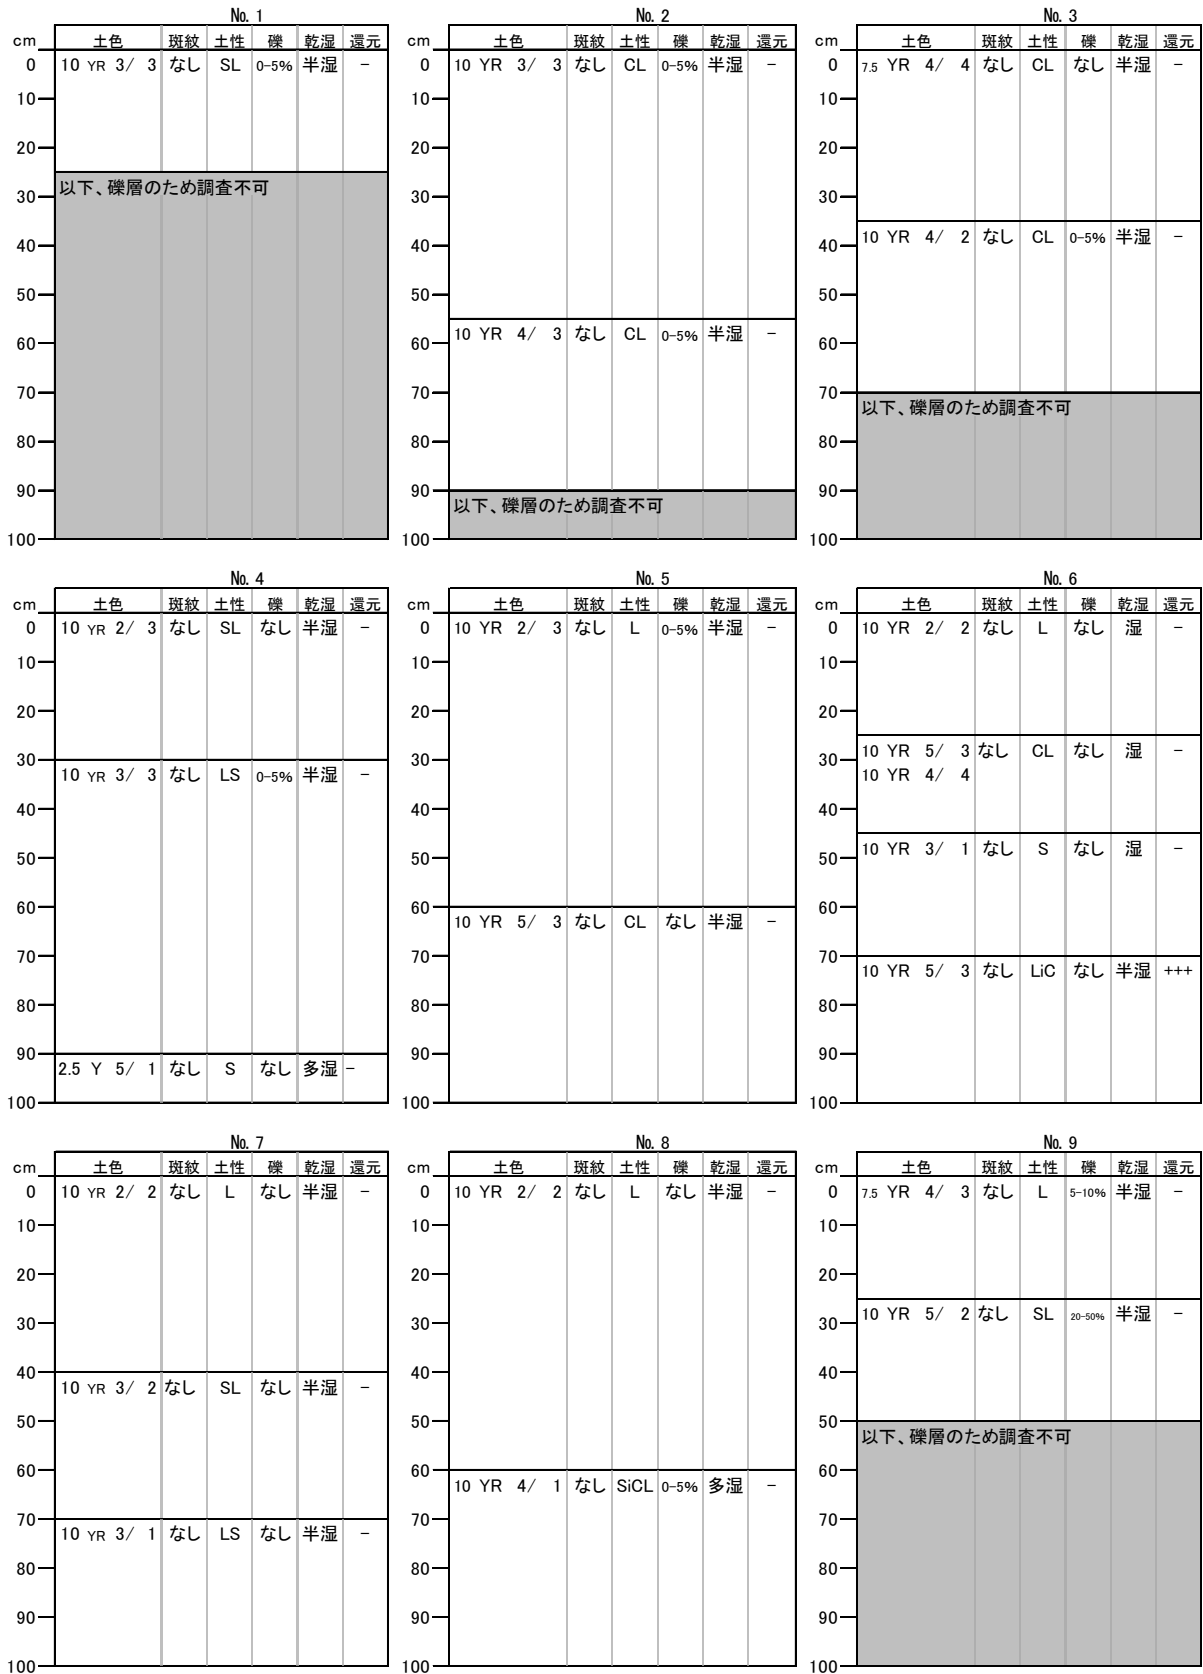 No. 1
cm 土色 斑紋 土性 礫 乾湿 還元
0 10 YR 3/ 3 なし SL 0-5% 半湿 -
10
20
以下、礫層のため調査不可
30
40
50
60
70
80
90
100
No. 2
cm 土色 斑紋 土性 礫 乾湿 還元
0 10 YR 3/ 3 なし CL 0-5% 半湿 -
10
20
30
40
50
10 YR 4/ 3 なし CL 0-5% 半湿 -
60
70
80
90
以下、礫層のため調査不可
100
No. 3
cm 土色 斑紋 土性 礫 乾湿 還元
0 7.5 YR 4/ 4 なし CL なし 半湿 -
10
20
30
10 YR 4/ 2 なし CL 0-5% 半湿 -
40
50
60
70
以下、礫層のため調査不可
80
90
100
No. 4
cm 土色 斑紋 土性 礫 乾湿 還元
0 10 YR 2/ 3 なし SL なし 半湿 -
10
20
30
10 YR 3/ 3 なし LS 0-5% 半湿 -
40
50
60
70
80
90
2.5 Y 5/ 1 なし S なし 多湿 -
100
No. 5
cm 土色 斑紋 土性 礫 乾湿 還元
0 10 YR 2/ 3 なし L 0-5% 半湿 -
10
20
30
40
50
60
10 YR 5/ 3 なし CL なし 半湿 -
70
80
90
100
No. 6
cm 土色 斑紋 土性 礫 乾湿 還元
0 10 YR 2/ 2 なし L なし 湿 -
10
20
10 YR 5/ 3 なし CL なし 湿 -
30 10 YR 4/ 4
40
10 YR 3/ 1 なし S なし 湿 -
50
60
70
10 YR 5/ 3 なし LiC なし 半湿 +++
80
90
100
No. 7
cm 土色 斑紋 土性 礫 乾湿 還元
0 10 YR 2/ 2 なし L なし 半湿 -
10
20
30
40
10 YR 3/ 2 なし SL なし 半湿 -
50
60
70
10 YR 3/ 1 なし LS なし 半湿 -
80
90
100
No. 8
cm 土色 斑紋 土性 礫 乾湿 還元
0 10 YR 2/ 2 なし L なし 半湿 -
10
20
30
40
50
60
10 YR 4/ 1 なし SiCL 0-5% 多湿 -
70
80
90
100
No. 9
cm 土色 斑紋 土性 礫 乾湿 還元
0 7.5 YR 4/ 3 なし L 5-10% 半湿 -
10
20
10 YR 5/ 2 なし SL 20-50% 半湿 -
30
40
50
以下、礫層のため調査不可
60
70
80
90
100